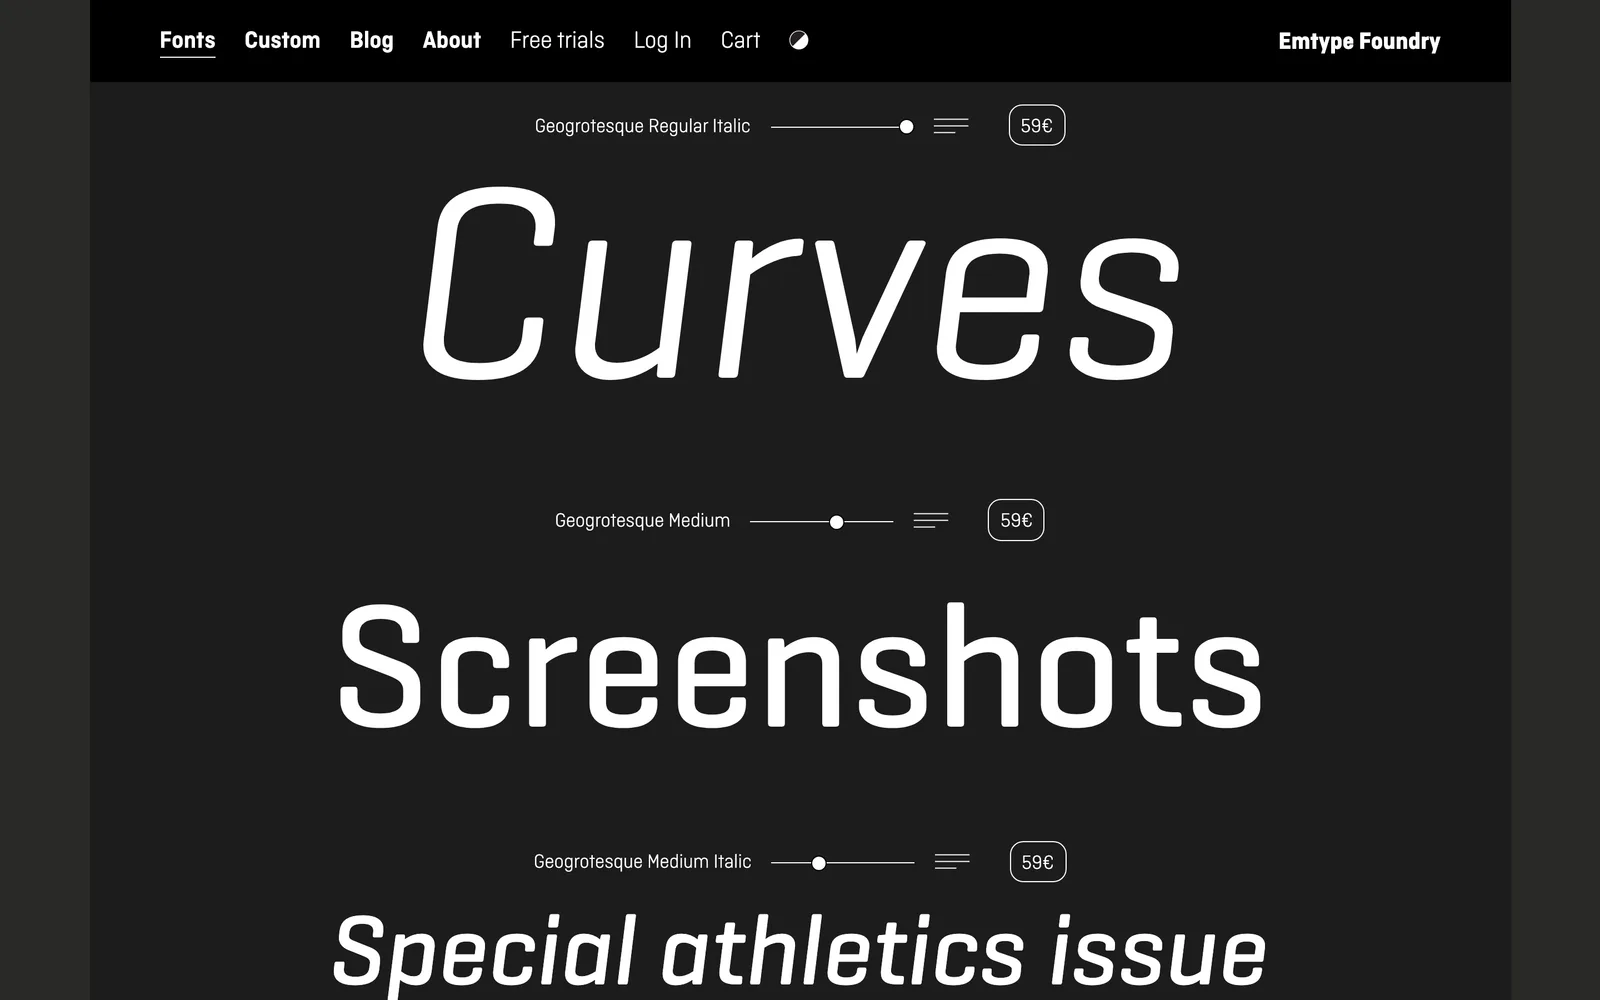 Fonts Custom Blog About Free trials Log In Cart Emtype Foundry
Geogrotesque Regular Italic 59€
Curves
Geogrotesque Medium 59€
Screenshots
Geogrotesque Medium Italic 59€
Special athletics issue